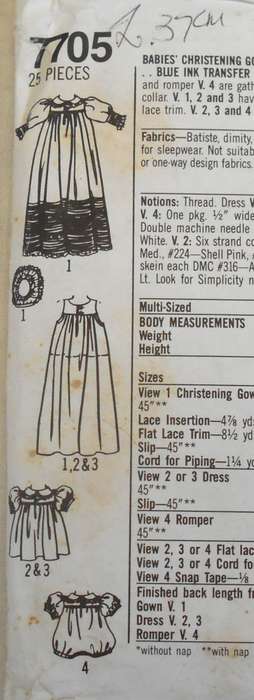 7705
25 PIECES
37cm
1
1
1,2&3
2&3
4
BABIES' CHRISTENING
. . BLUE INK TRANSFER
and romper V. 4 are
collar. V. 1, 2 and 3
lace trim. V. 2, 3 and 4
Fabrics—Batiste, dimity,
for sleepwear. Not
or one-way design fabrics.
Notions: Thread. Dress V
V. 4: One pkg. ½" wide
Double machine needle
White. V. 2: Six strand
Med., #224—Shell Pink,
skein each DMC #316—A
Lt. Look for Simplicity
Multi-Sized
BODY MEASUREMENTS
Weight
Height
Sizes
View 1 Christening
45"**
Lace Insertion—4⅞ yd
Flat Lace Trim—8½ yd
Slip—45"**
Cord for Piping—1¼
View 2 or 3 Dress
45"**
Slip—45"**
View 4 Romper
45"**
View 2, 3 or 4 Flat
View 2, 3 or 4 Cord
View 4 Snap Tape—⅛
Finished back length
Gown V. 1
Dress V. 2, 3
Romper V. 4
*without nap **with nap